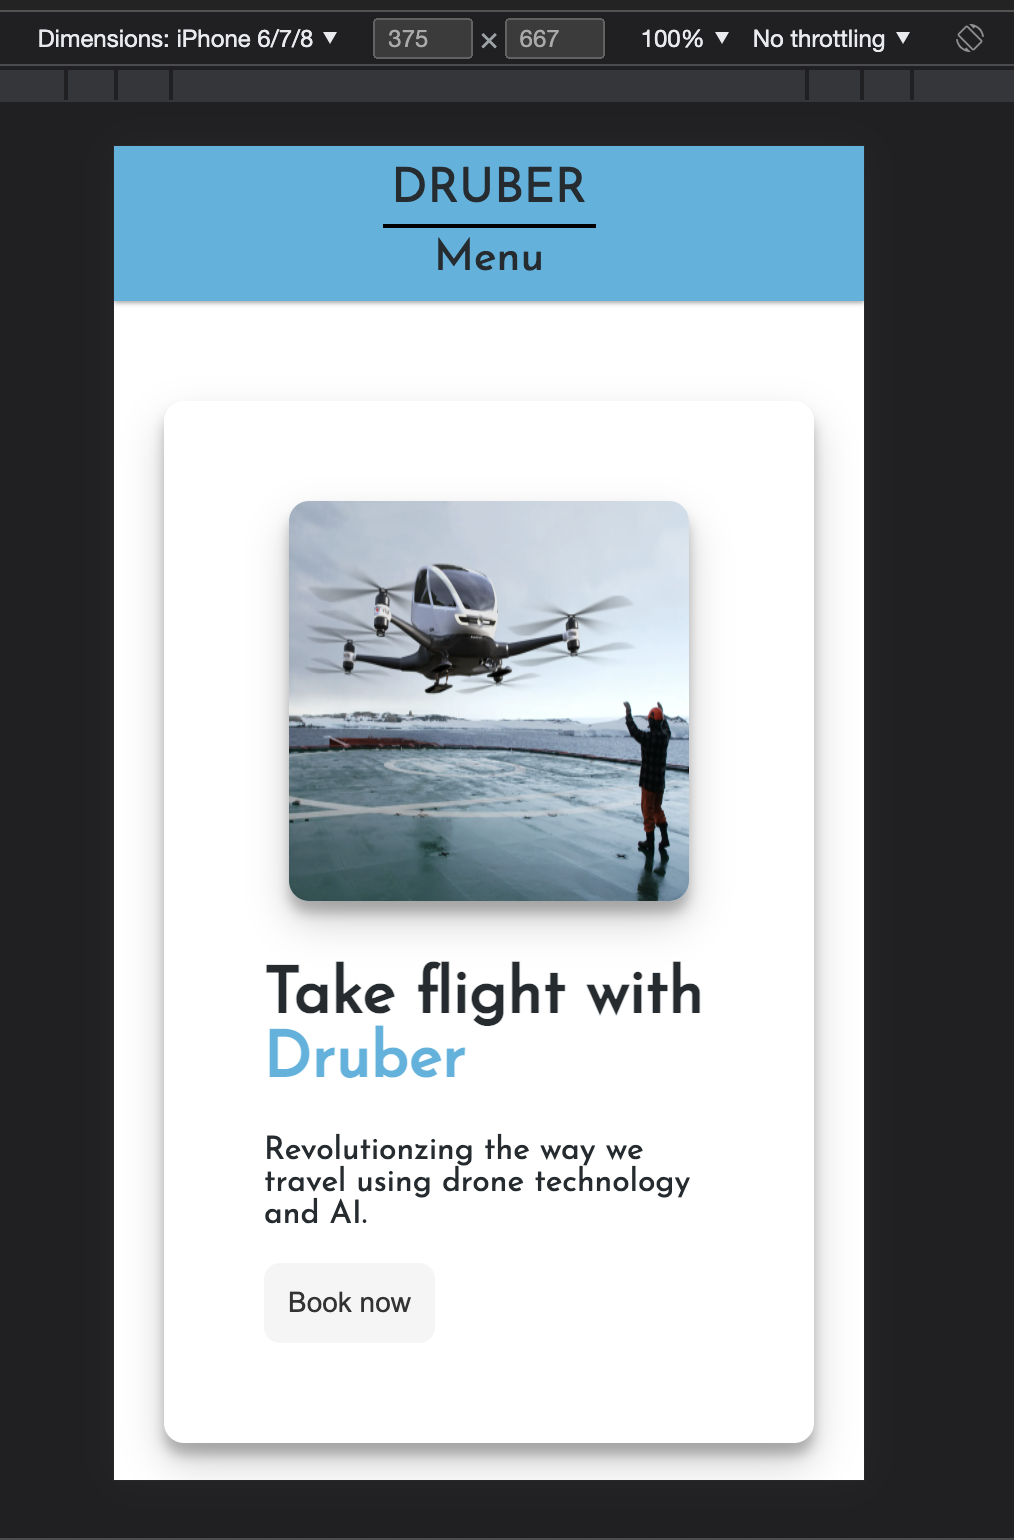 Dimensions: iPhone 6/7/8 ▼ 375 × 667 100% ▼ No throttling ▼
DRUBER
Menu
Take flight with
Druber
Revolutionzing the way we
travel using drone technology
and AI.
Book now